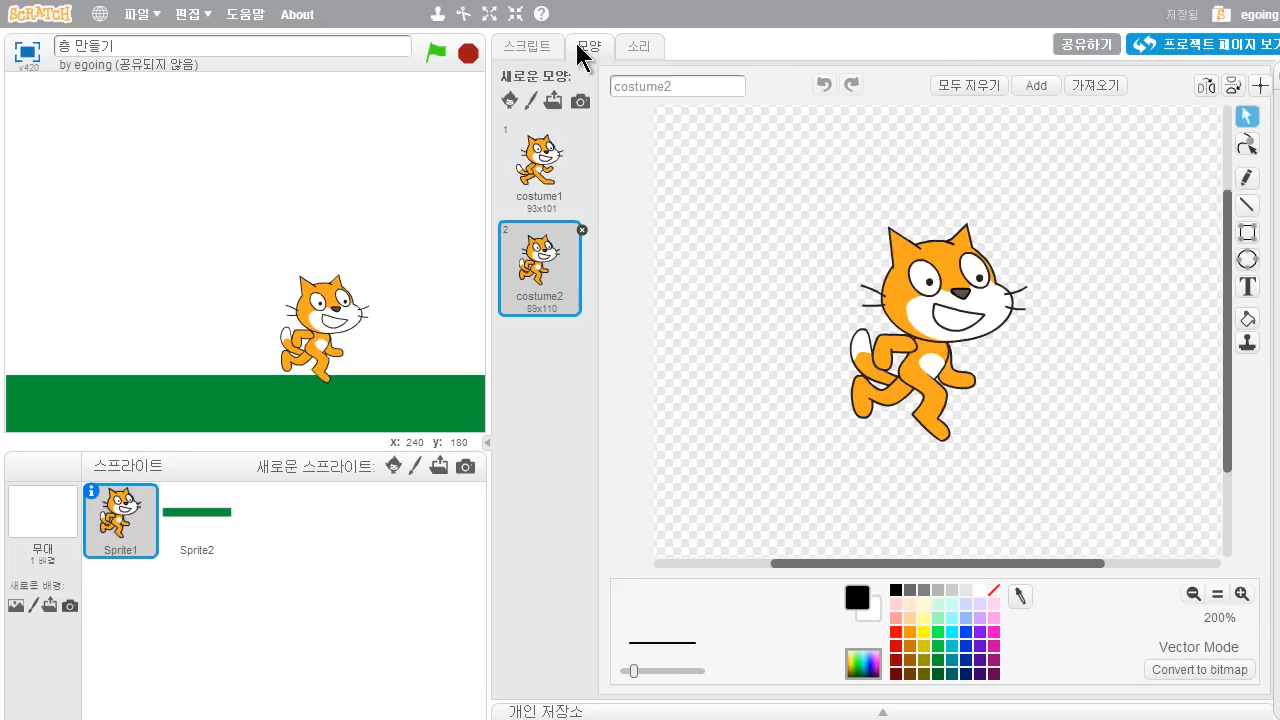 SCRATCH 파일 편집 도움말 About 저장됨 egoing
v420 층 만들기
by egoing (공유되지 않음)
스크립트 모양 소리 공유하기 프로젝트 페이지 보기
새로운 모양:
costume2 모두 지우기 Add 가져오기
1
costume1
93x101
2
costume2
89x110
T
x: 240 y: 180
스프라이트 새로운 스프라이트:
무대
1 배경
Sprite1 Sprite2
새로운 배경:
200%
Vector Mode
Convert to bitmap
개인 저장소